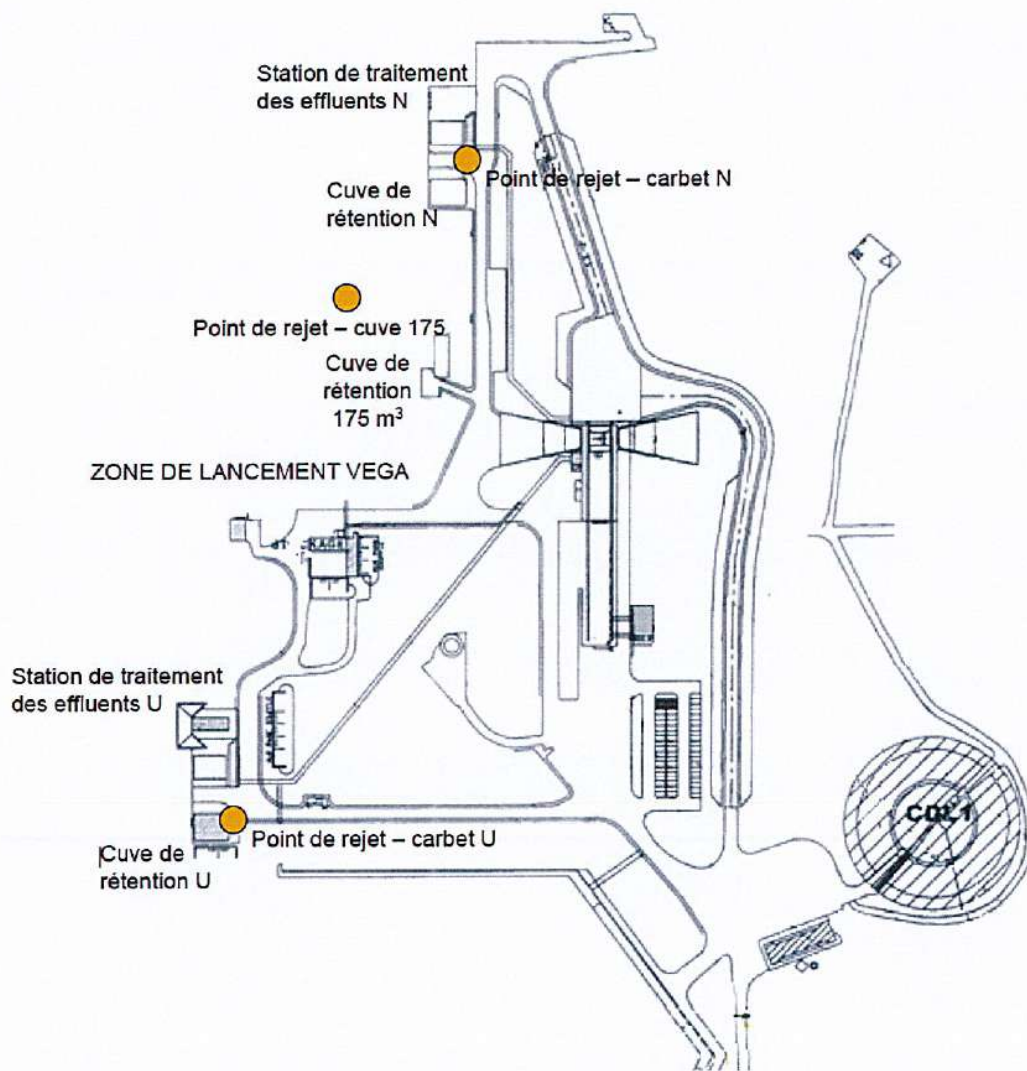 Station de traitement
des effluents N
Point de rejet – carbet N
Cuve de
rétention N
Point de rejet – cuve 175
Cuve de
rétention
175 m³
ZONE DE LANCEMENT VEGA
Station de traitement
des effluents U
Point de rejet – carbet U
Cuve de
rétention U
CDL1